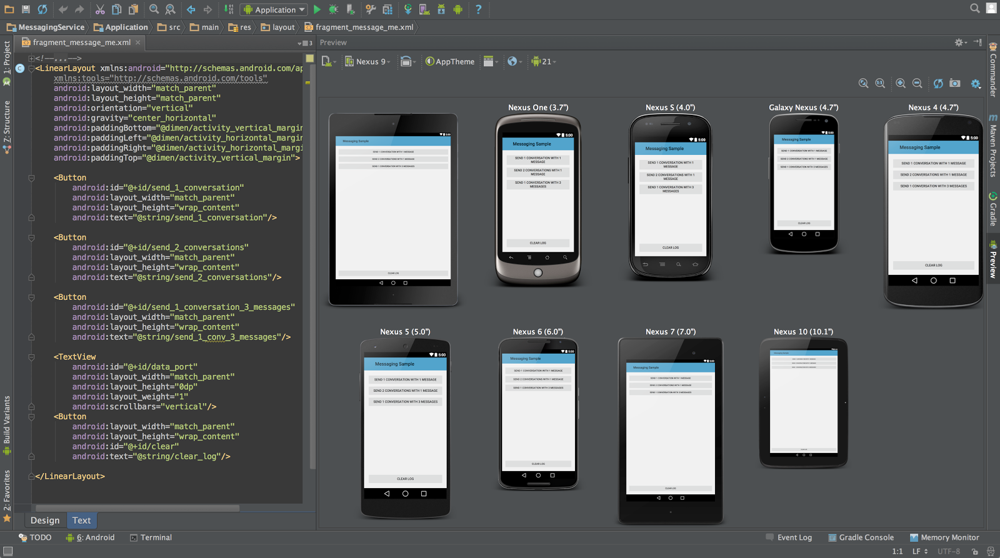 Application
MessagingService
Application
src
main
res
layout
fragment_message_me.xml
fragment_message_me.xml
3
Preview
1: Project
Z: Structure
Build Variants
2: Favorites
<!--...-->
<LinearLayout xmlns:android="http://schemas.android.com/ap
xmlns:tools="http://schemas.android.com/tools"
android:layout_width="match_parent"
android:layout_height="match_parent"
android:orientation="vertical"
android:gravity="center_horizontal"
android:paddingBottom="@dimen/activity_vertical_margin
android:paddingLeft="@dimen/activity_horizontal_margin
android:paddingRight="@dimen/activity_horizontal_margi
android:paddingTop="@dimen/activity_vertical_margin">
<Button
android:id="@+id/send_1_conversation"
android:layout_width="match_parent"
android:layout_height="wrap_content"
android:text="@string/send_1_conversation"/>
<Button
android:id="@+id/send_2_conversations"
android:layout_width="match_parent"
android:layout_height="wrap_content"
android:text="@string/send_2_conversations"/>
<Button
android:id="@+id/send_1_conversation_3_messages"
android:layout_width="match_parent"
android:layout_height="wrap_content"
android:text="@string/send_1_conv_3_messages"/>
<TextView
android:id="@+id/data_port"
android:layout_width="match_parent"
android:layout_height="0dp"
android:layout_weight="1"
android:scrollbars="vertical"/>
<Button
android:layout_width="match_parent"
android:layout_height="wrap_content"
android:id="@+id/clear"
android:text="@string/clear_log"/>
</LinearLayout>
Design
Text
Nexus 9
AppTheme
21
5:00
Messaging Sample
SEND 1 CONVERSATION WITH 1 MESSAGE
SEND 2 CONVERSATIONS WITH 1 MESSAGE
SEND 1 CONVERSATION WITH 3 MESSAGES
CLEAR LOG
Nexus One (3.7")
5:00
Messaging Sample
SEND 1 CONVERSATION WITH 1
MESSAGE
SEND 2 CONVERSATIONS WITH 1
MESSAGE
SEND 1 CONVERSATION WITH 3
MESSAGES
CLEAR LOG
Nexus S (4.0")
5:00
Messaging Sample
SEND 1 CONVERSATION WITH 1
MESSAGE
SEND 2 CONVERSATIONS WITH 1
MESSAGE
SEND 1 CONVERSATION WITH 3
MESSAGES
CLEAR LOG
Galaxy Nexus (4.7")
5:00
Messaging Sample
SEND 1 CONVERSATION WITH 1 MESSAGE
SEND 2 CONVERSATIONS WITH 1 MESSAGE
SEND 1 CONVERSATION WITH 3 MESSAGES
CLEAR LOG
Nexus 4 (4.7")
5:00
Messaging Sample
SEND 1 CONVERSATION WITH 1 MESSAGE
SEND 2 CONVERSATIONS WITH 1 MESSAGE
SEND 1 CONVERSATION WITH 3 MESSAGES
CLEAR LOG
Nexus 5 (5.0")
5:00
Messaging Sample
SEND 1 CONVERSATION WITH 1 MESSAGE
SEND 2 CONVERSATIONS WITH 1 MESSAGE
SEND 1 CONVERSATION WITH 3 MESSAGES
CLEAR LOG
Nexus 6 (6.0")
5:00
Messaging Sample
SEND 1 CONVERSATION WITH 1 MESSAGE
SEND 2 CONVERSATIONS WITH 1 MESSAGE
SEND 1 CONVERSATION WITH 3 MESSAGES
CLEAR LOG
Nexus 7 (7.0")
5:00
Messaging Sample
SEND 1 CONVERSATION WITH 1 MESSAGE
SEND 2 CONVERSATIONS WITH 1 MESSAGE
SEND 1 CONVERSATION WITH 3 MESSAGES
CLEAR LOG
Nexus 10 (10.1")
Commander
Maven Projects
Gradle
Preview
TODO
6: Android
Terminal
Event Log
Gradle Console
Memory Monitor
1:1
LF
UTF-8